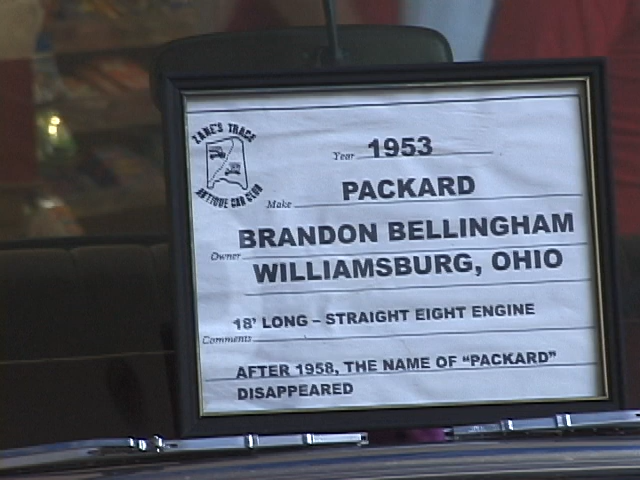 ZANE'S TRACE
ANTIQUE CAR CLUB
Year 1953
Make PACKARD
BRANDON BELLINGHAM
Owner
WILLIAMSBURG, OHIO
18' LONG – STRAIGHT EIGHT ENGINE
Comments
AFTER 1958, THE NAME OF "PACKARD"
DISAPPEARED